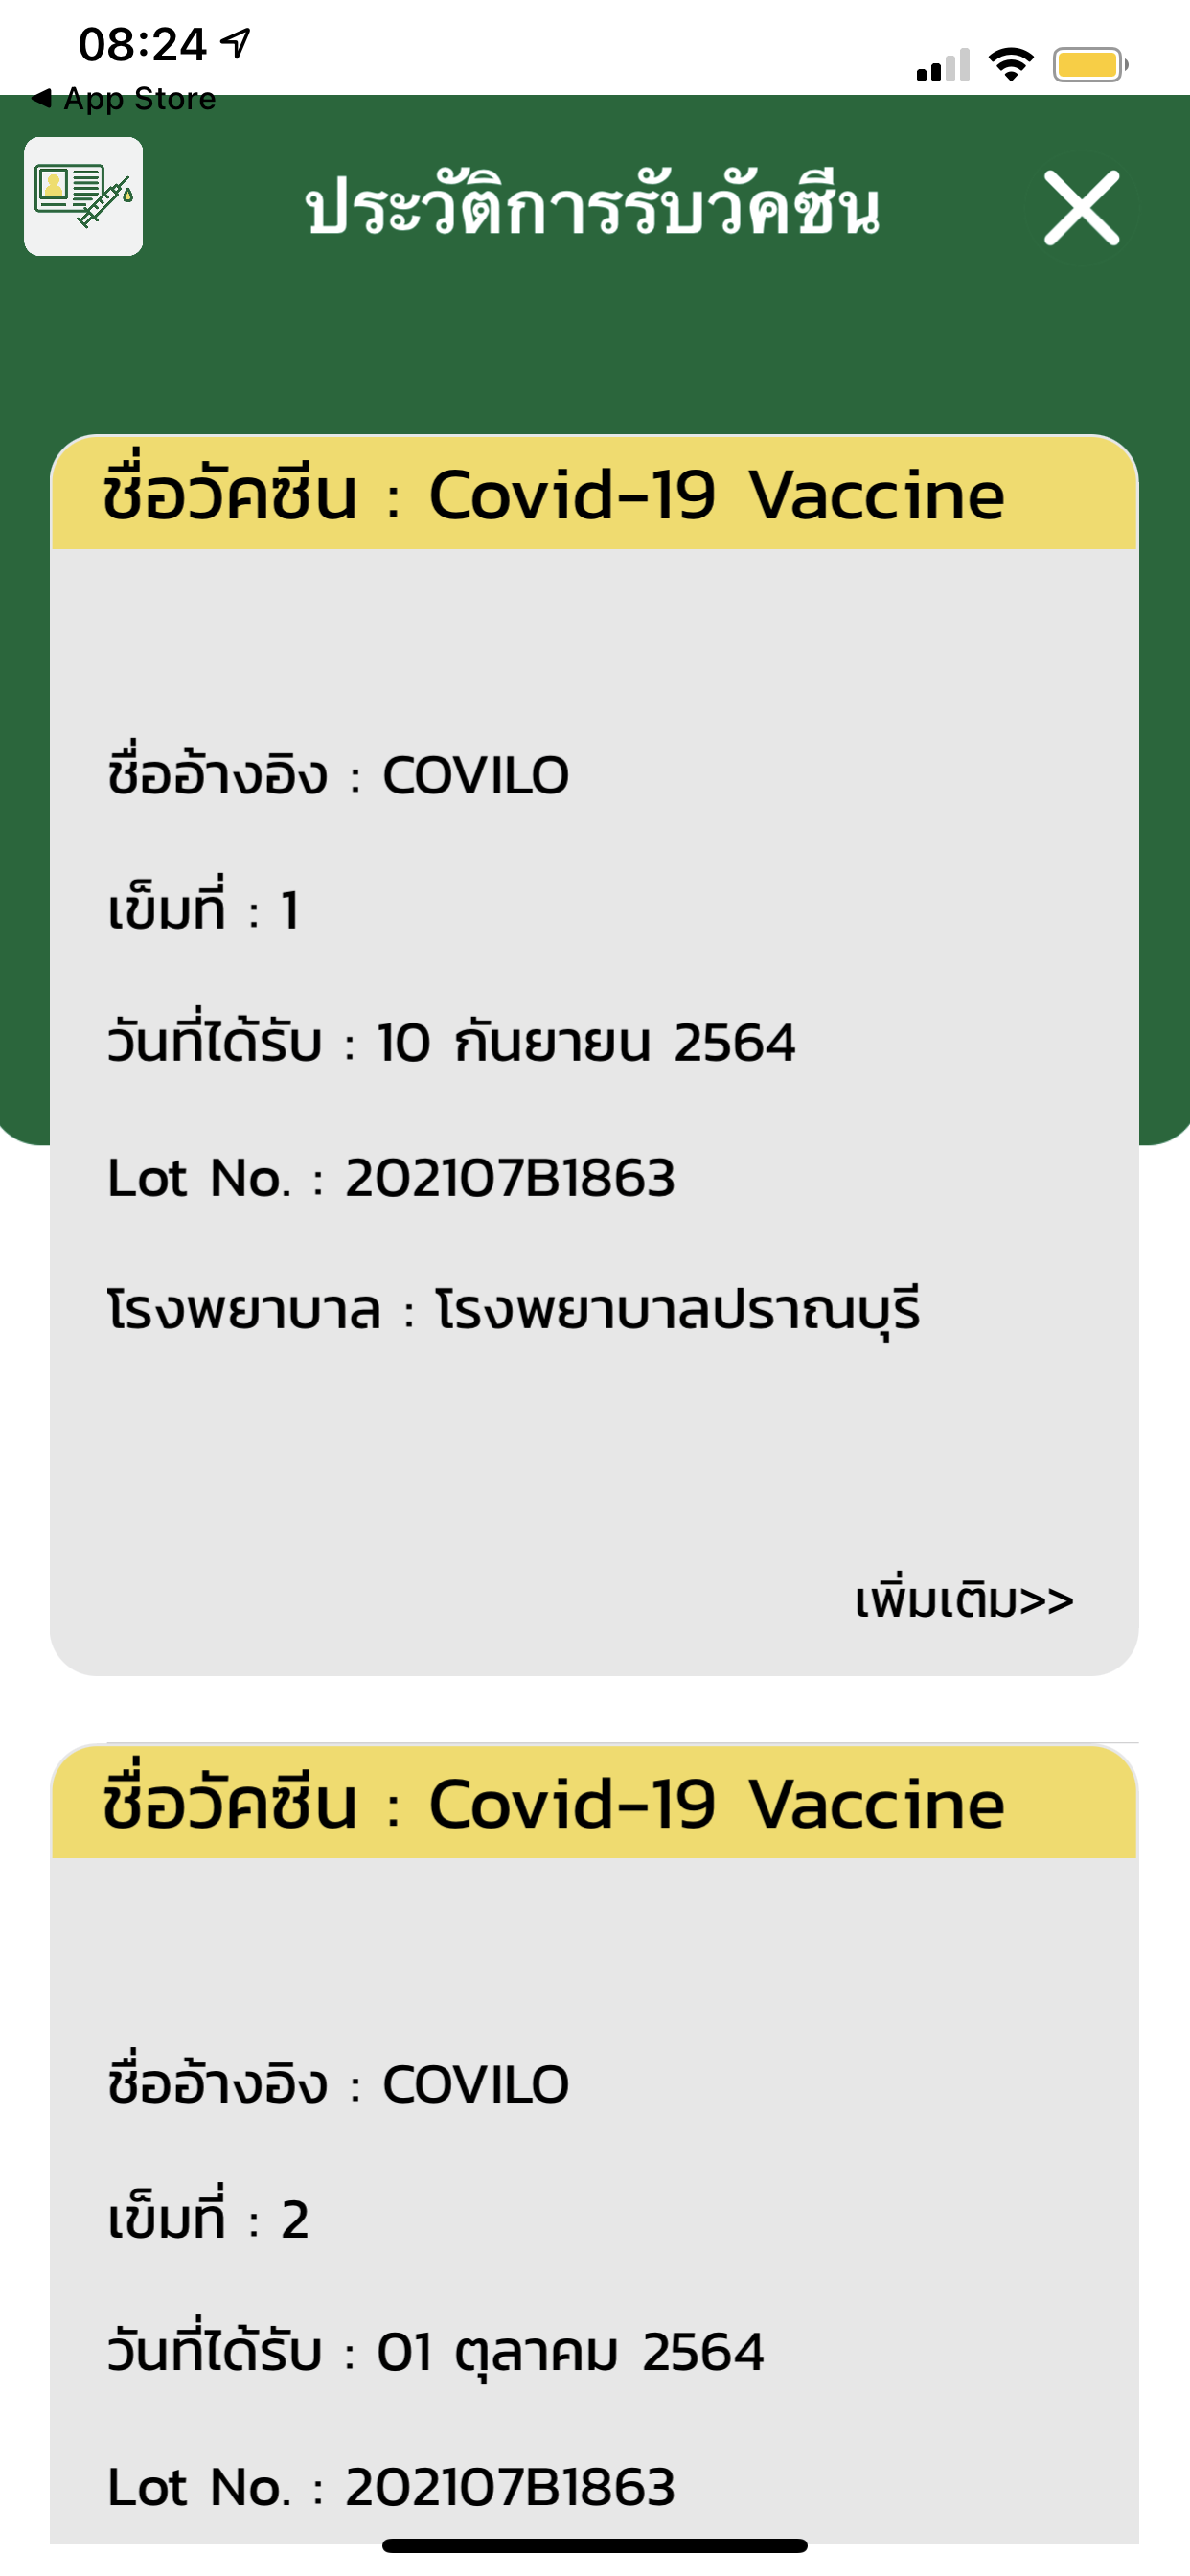 08:24
◀ App Store
ประวัติการรับวัคซีน
ชื่อวัคซีน : Covid-19 Vaccine
ชื่ออ้างอิง : COVILO
เข็มที่ : 1
วันที่ได้รับ : 10 กันยายน 2564
Lot No. : 202107B1863
โรงพยาบาล : โรงพยาบาลปราณบุรี
เพิ่มเติม>>
ชื่อวัคซีน : Covid-19 Vaccine
ชื่ออ้างอิง : COVILO
เข็มที่ : 2
วันที่ได้รับ : 01 ตุลาคม 2564
Lot No. : 202107B1863